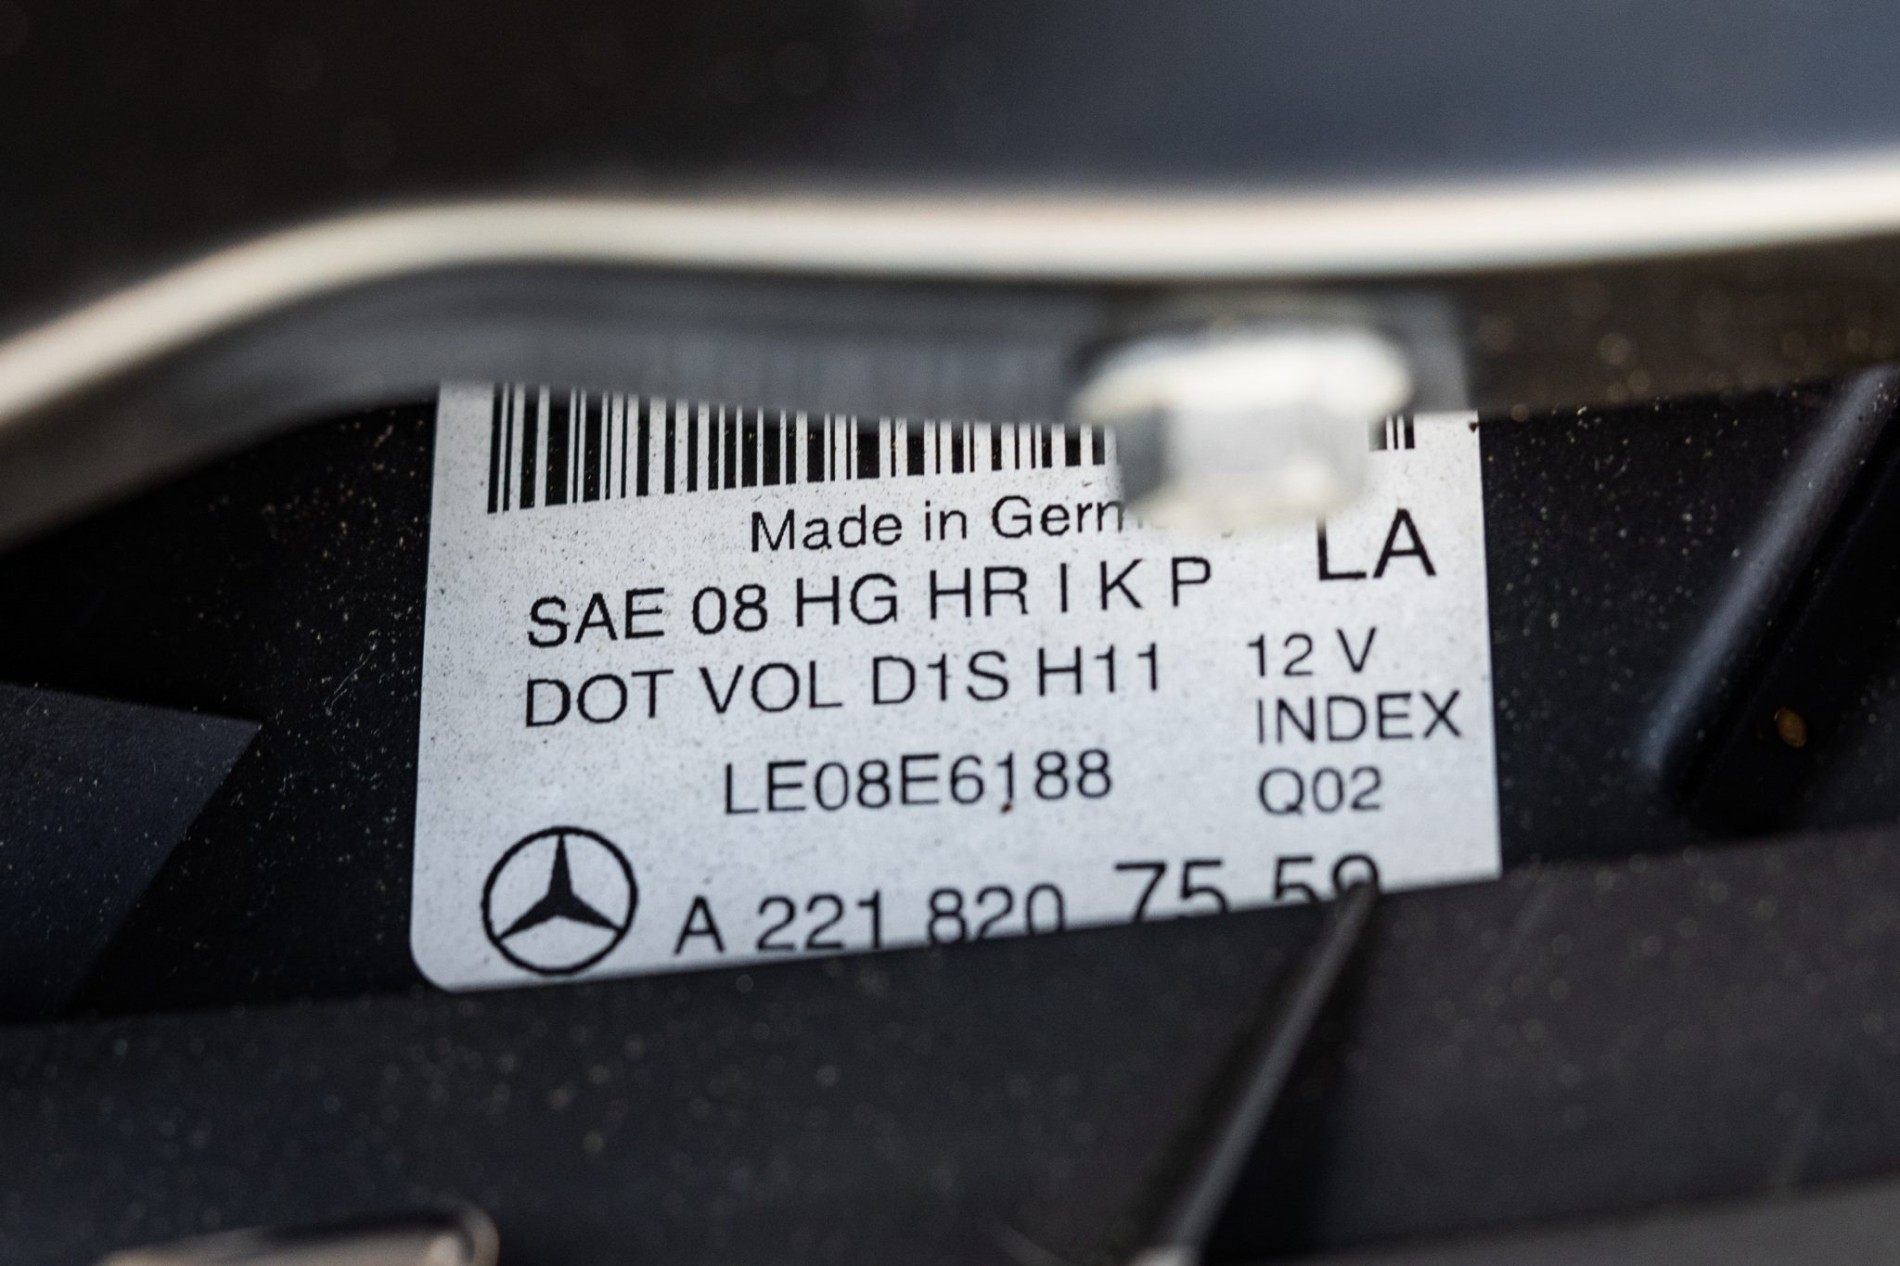 Made in
SAE 08 HG HR I K P LA
DOT VOL D1S H11 12 V
INDEX
LE08E6188 Q02
A 221 820 75 59